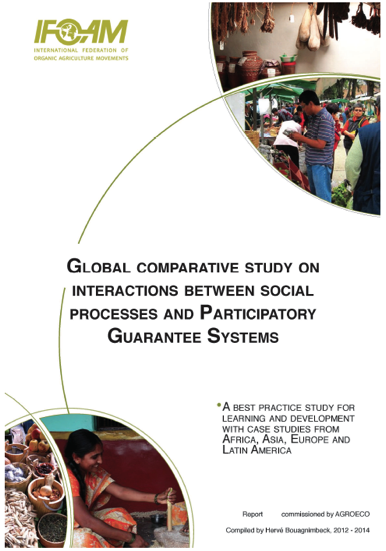 IFOAM
INTERNATIONAL FEDERATION OF
ORGANIC AGRICULTURE MOVEMENTS
GLOBAL COMPARATIVE STUDY ON
INTERACTIONS BETWEEN SOCIAL
PROCESSES AND PARTICIPATORY
GUARANTEE SYSTEMS
*A BEST PRACTICE STUDY FOR
LEARNING AND DEVELOPMENT
WITH CASE STUDIES FROM
AFRICA, ASIA, EUROPE AND
LATIN AMERICA
Report commissioned by AGROECO
Compiled by Hervé Bouagnimbeck, 2012 - 2014